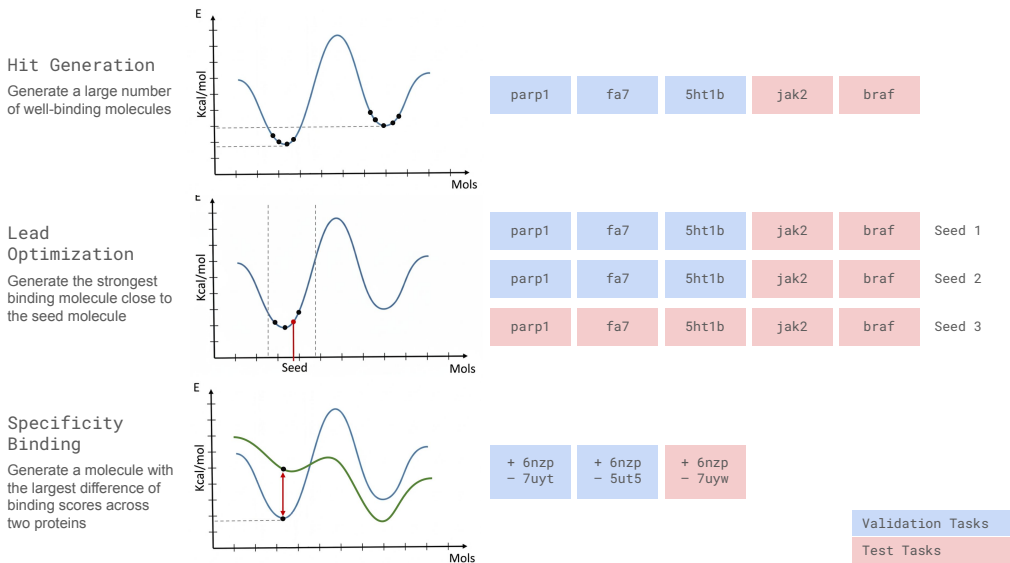 E
Hit Generation
Generate a large number
of well-binding molecules
Kcal/mol
Mols
parp1
fa7
5ht1b
jak2
braf
E
Lead
Optimization
Generate the strongest
binding molecule close to
the seed molecule
Kcal/mol
Seed
Mols
parp1
fa7
5ht1b
jak2
braf
Seed 1
parp1
fa7
5ht1b
jak2
braf
Seed 2
parp1
fa7
5ht1b
jak2
braf
Seed 3
E
Specificity
Binding
Generate a molecule with
the largest difference of
binding scores across
two proteins
Kcal/mol
Mols
+ 6nzp
− 7uyt
+ 6nzp
− 5ut5
+ 6nzp
− 7uyw
Validation Tasks
Test Tasks